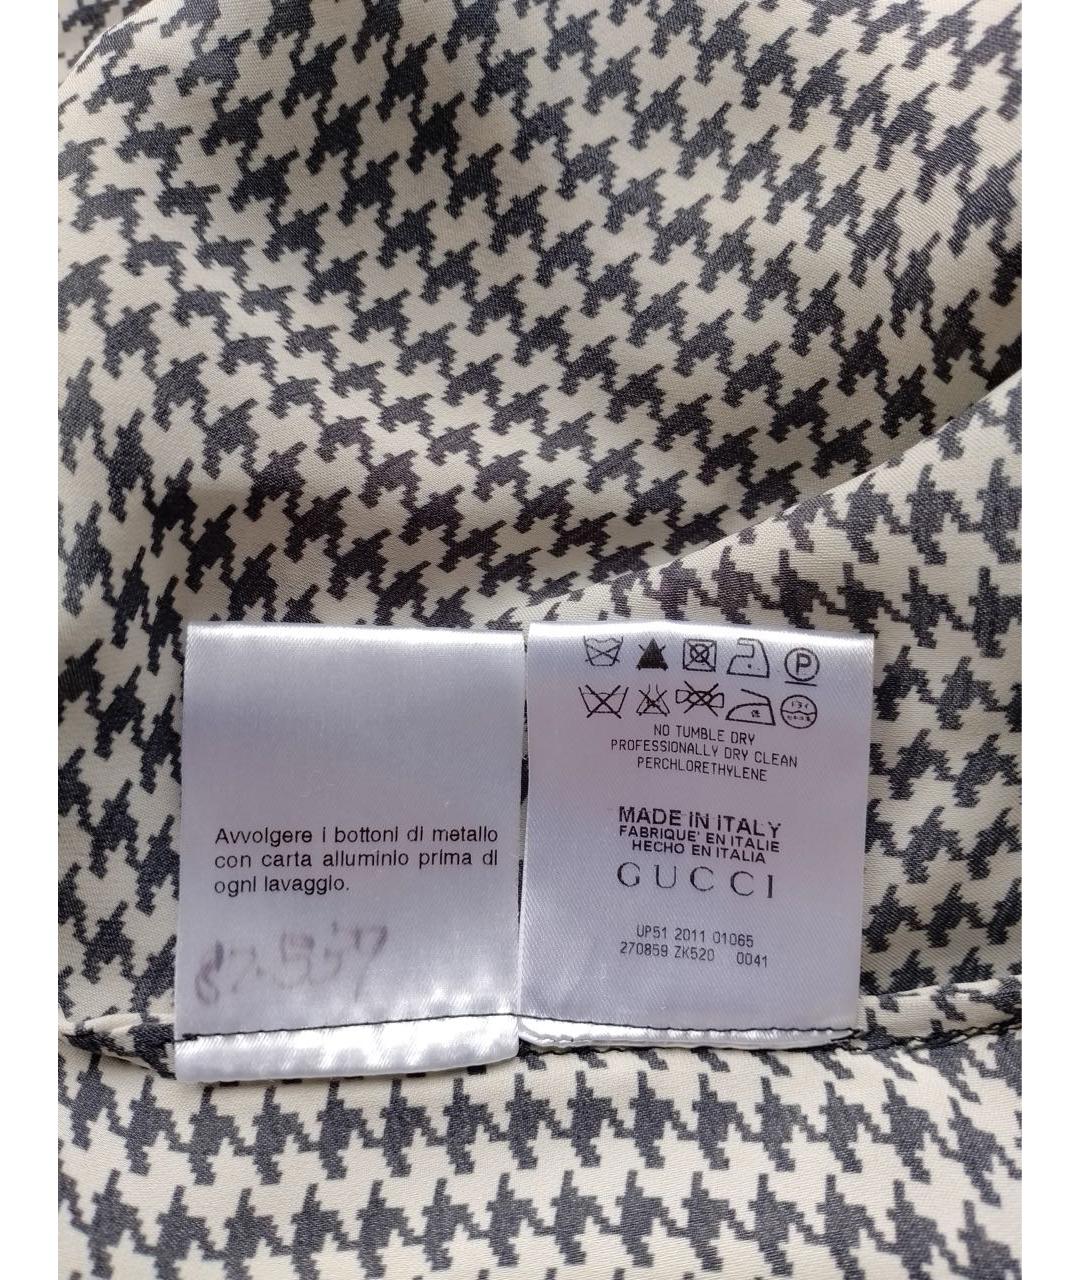 Avvolgere i bottoni di metallo
con carta alluminio prima di
ogni lavaggio.
P
NO TUMBLE DRY
PROFESSIONALLY DRY CLEAN
PERCHLORETHYLENE
MADE IN ITALY
FABRIQUE' EN ITALIE
HECHO EN ITALIA
GUCCI
UP51 2011 01065
270859 ZK520 0041